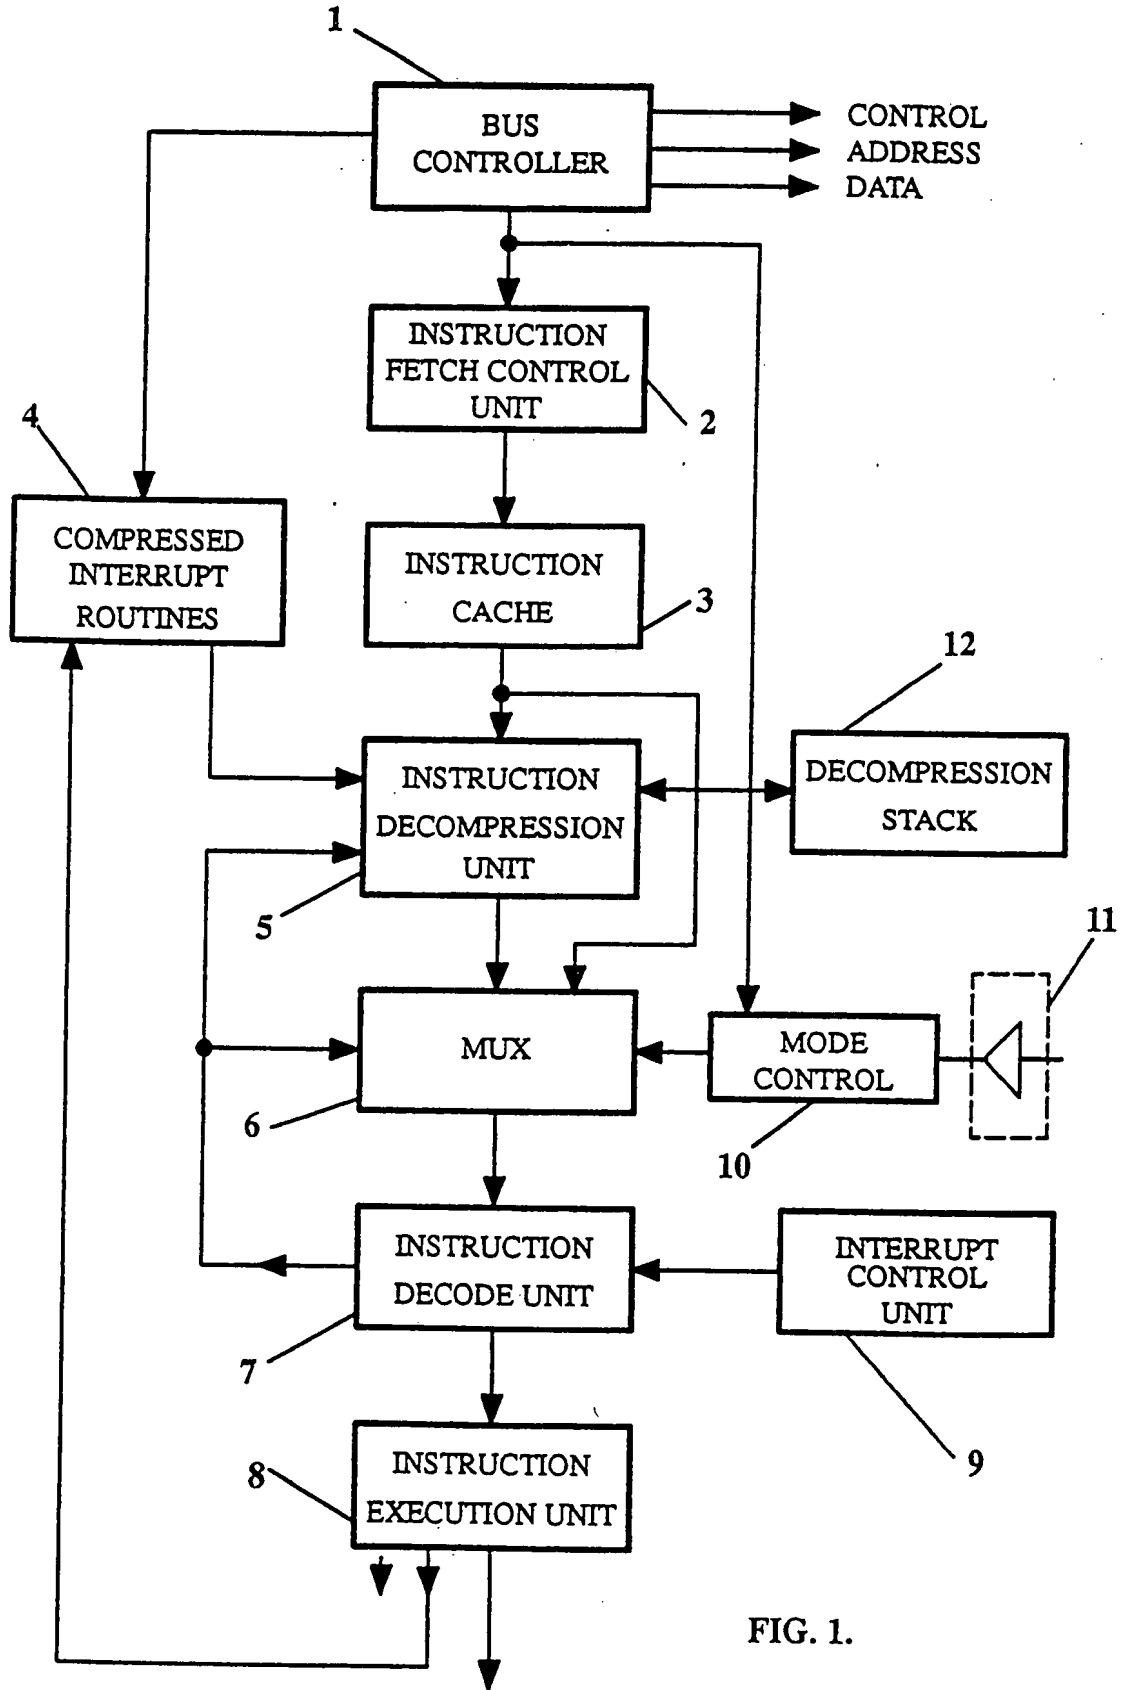 1
BUS
CONTROLLER
CONTROL
ADDRESS
DATA
INSTRUCTION
FETCH CONTROL
UNIT
2
4
COMPRESSED
INTERRUPT
ROUTINES
INSTRUCTION
CACHE
3
12
DECOMPRESSION
STACK
INSTRUCTION
DECOMPRESSION
UNIT
5
11
MUX
6
MODE
CONTROL
10
INSTRUCTION
DECODE UNIT
7
INTERRUPT
CONTROL
UNIT
9
INSTRUCTION
EXECUTION UNIT
8
FIG. 1.